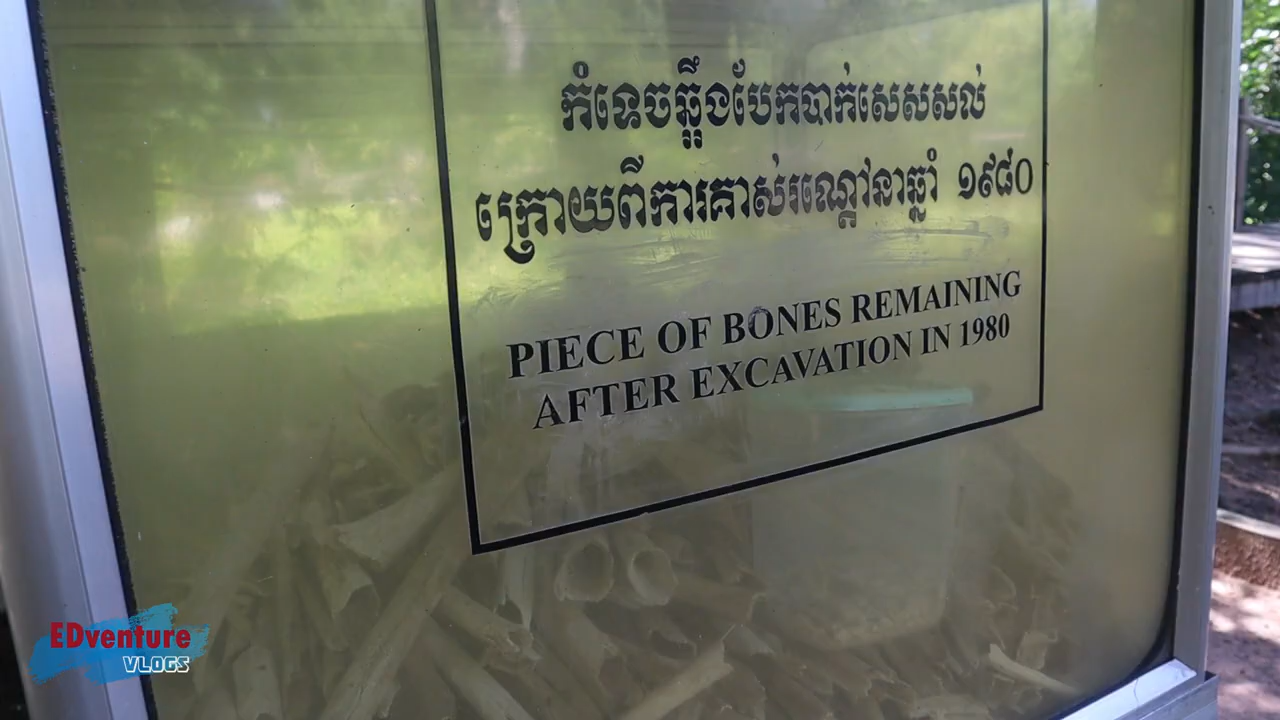 កំទេចឆ្អឹងបែកបាក់សេសសល់
ក្រោយពីការគាស់រណ្តៅនាឆ្នាំ ១៩៨០
PIECE OF BONES REMAINING
AFTER EXCAVATION IN 1980
EDventure
VLOGS